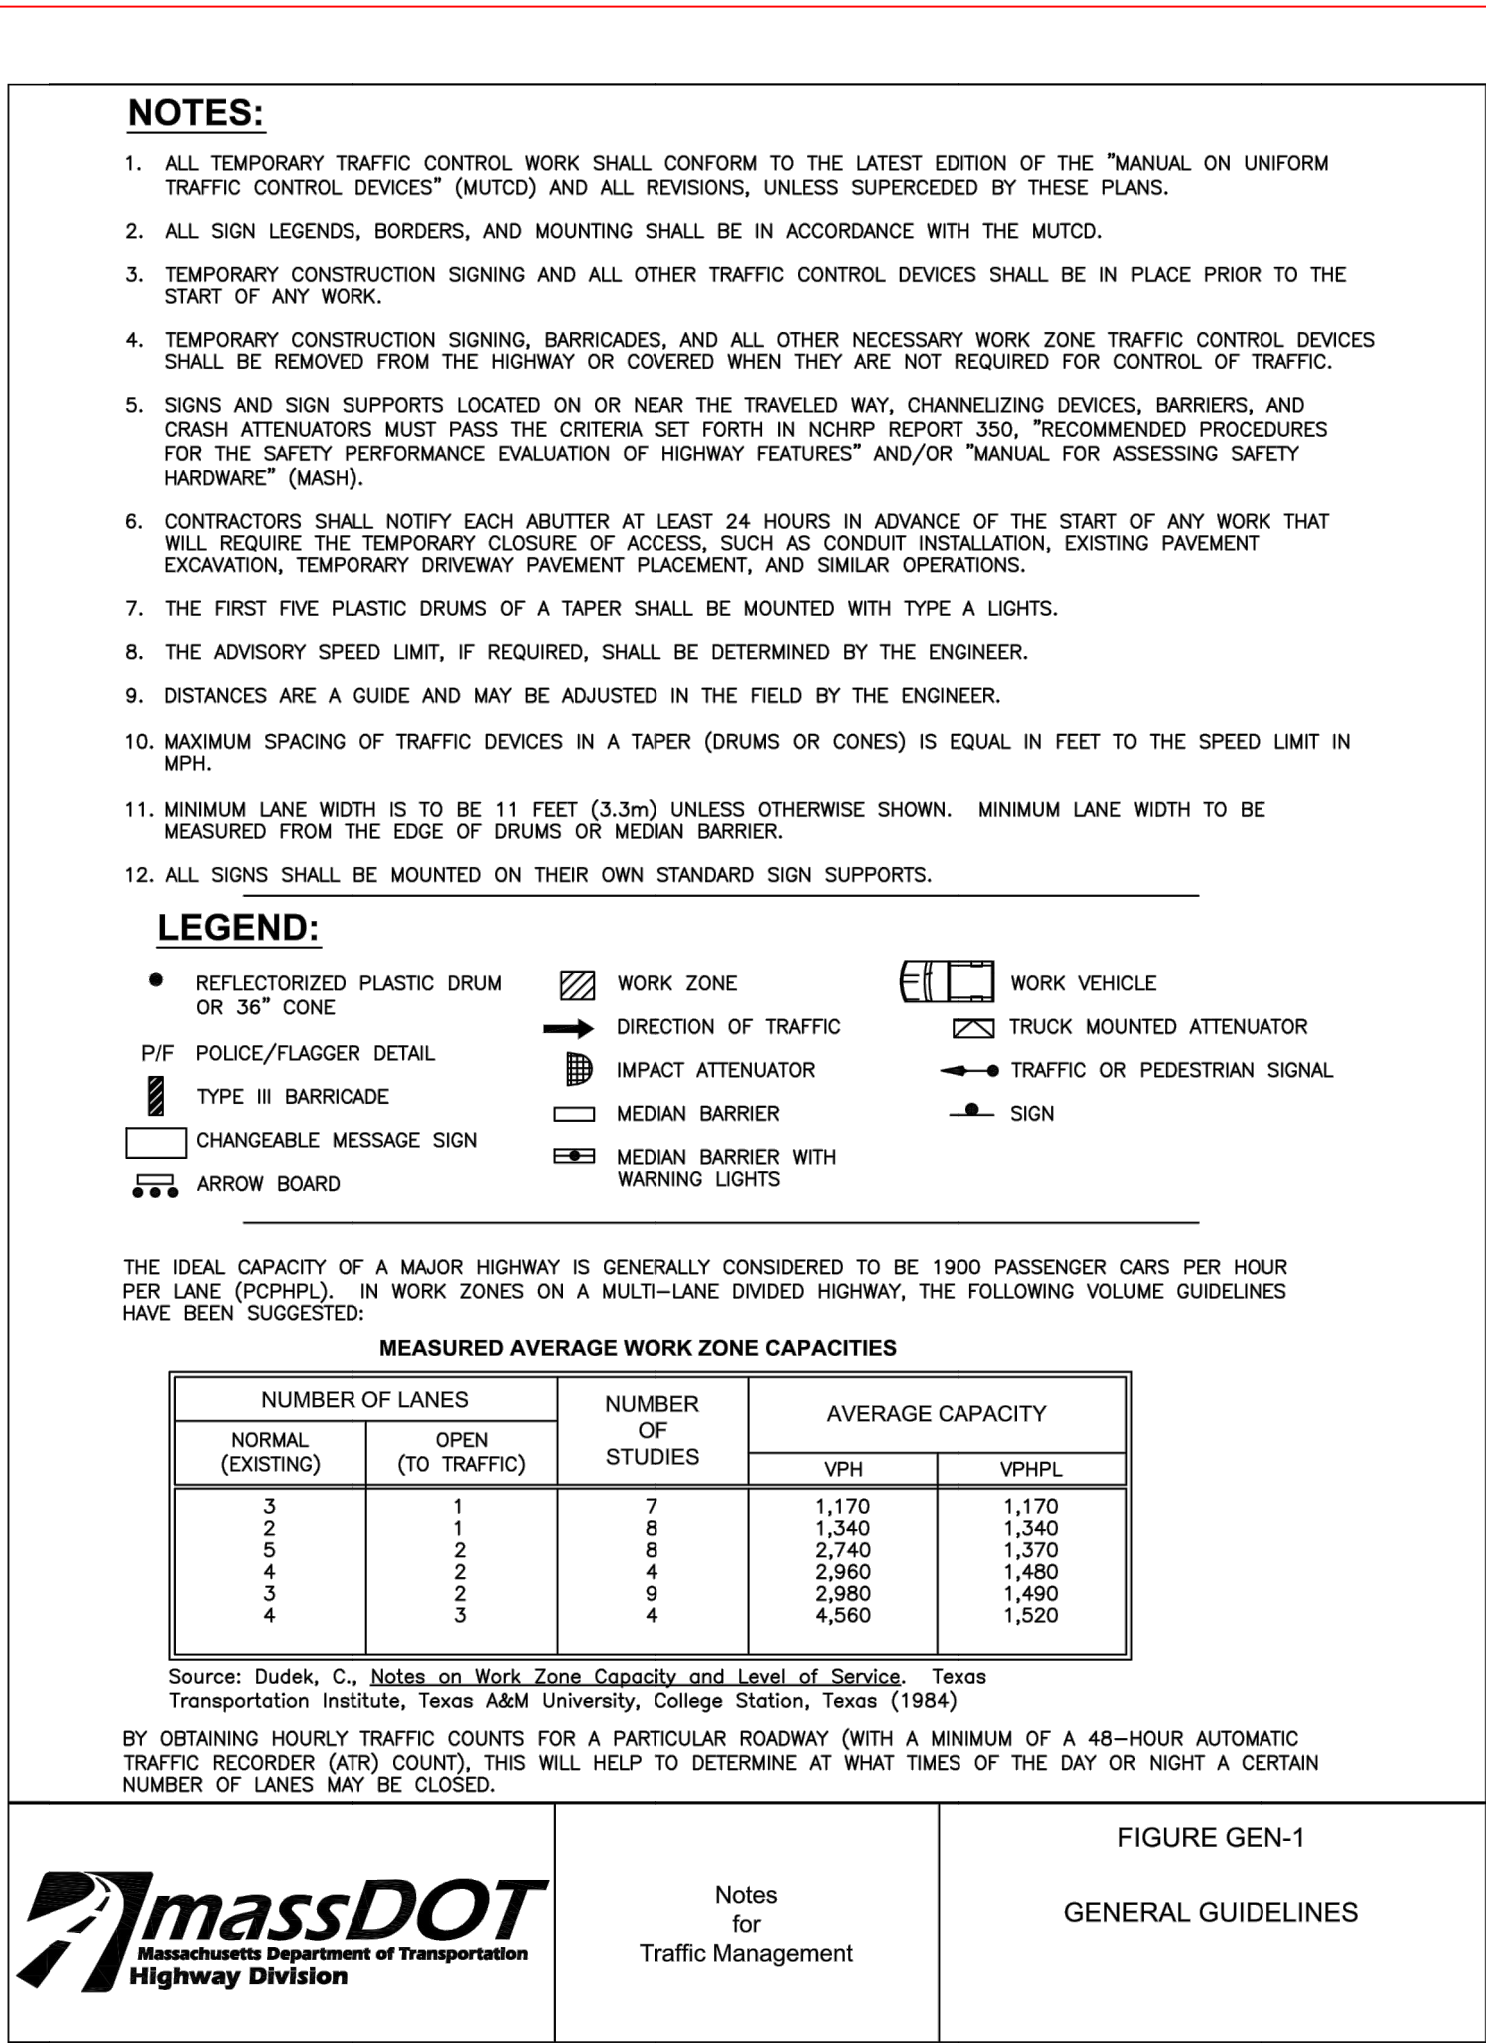 NOTES:
1. ALL TEMPORARY TRAFFIC CONTROL WORK SHALL CONFORM TO THE LATEST EDITION OF THE "MANUAL ON UNIFORM
TRAFFIC CONTROL DEVICES" (MUTCD) AND ALL REVISIONS, UNLESS SUPERCEDED BY THESE PLANS.
2. ALL SIGN LEGENDS, BORDERS, AND MOUNTING SHALL BE IN ACCORDANCE WITH THE MUTCD.
3. TEMPORARY CONSTRUCTION SIGNING AND ALL OTHER TRAFFIC CONTROL DEVICES SHALL BE IN PLACE PRIOR TO THE
START OF ANY WORK.
4. TEMPORARY CONSTRUCTION SIGNING, BARRICADES, AND ALL OTHER NECESSARY WORK ZONE TRAFFIC CONTROL DEVICES
SHALL BE REMOVED FROM THE HIGHWAY OR COVERED WHEN THEY ARE NOT REQUIRED FOR CONTROL OF TRAFFIC.
5. SIGNS AND SIGN SUPPORTS LOCATED ON OR NEAR THE TRAVELED WAY, CHANNELIZING DEVICES, BARRIERS, AND
CRASH ATTENUATORS MUST PASS THE CRITERIA SET FORTH IN NCHRP REPORT 350, "RECOMMENDED PROCEDURES
FOR THE SAFETY PERFORMANCE EVALUATION OF HIGHWAY FEATURES" AND/OR "MANUAL FOR ASSESSING SAFETY
HARDWARE" (MASH).
6. CONTRACTORS SHALL NOTIFY EACH ABUTTER AT LEAST 24 HOURS IN ADVANCE OF THE START OF ANY WORK THAT
WILL REQUIRE THE TEMPORARY CLOSURE OF ACCESS, SUCH AS CONDUIT INSTALLATION, EXISTING PAVEMENT
EXCAVATION, TEMPORARY DRIVEWAY PAVEMENT PLACEMENT, AND SIMILAR OPERATIONS.
7. THE FIRST FIVE PLASTIC DRUMS OF A TAPER SHALL BE MOUNTED WITH TYPE A LIGHTS.
8. THE ADVISORY SPEED LIMIT, IF REQUIRED, SHALL BE DETERMINED BY THE ENGINEER.
9. DISTANCES ARE A GUIDE AND MAY BE ADJUSTED IN THE FIELD BY THE ENGINEER.
10. MAXIMUM SPACING OF TRAFFIC DEVICES IN A TAPER (DRUMS OR CONES) IS EQUAL IN FEET TO THE SPEED LIMIT IN
MPH.
11. MINIMUM LANE WIDTH IS TO BE 11 FEET (3.3m) UNLESS OTHERWISE SHOWN. MINIMUM LANE WIDTH TO BE
MEASURED FROM THE EDGE OF DRUMS OR MEDIAN BARRIER.
12. ALL SIGNS SHALL BE MOUNTED ON THEIR OWN STANDARD SIGN SUPPORTS.
LEGEND:
REFLECTORIZED PLASTIC DRUM
OR 36" CONE
P/F POLICE/FLAGGER DETAIL
TYPE III BARRICADE
CHANGEABLE MESSAGE SIGN
ARROW BOARD
WORK ZONE
DIRECTION OF TRAFFIC
IMPACT ATTENUATOR
MEDIAN BARRIER
MEDIAN BARRIER WITH
WARNING LIGHTS
WORK VEHICLE
TRUCK MOUNTED ATTENUATOR
TRAFFIC OR PEDESTRIAN SIGNAL
SIGN
THE IDEAL CAPACITY OF A MAJOR HIGHWAY IS GENERALLY CONSIDERED TO BE 1900 PASSENGER CARS PER HOUR
PER LANE (PCPHPL). IN WORK ZONES ON A MULTI-LANE DIVIDED HIGHWAY, THE FOLLOWING VOLUME GUIDELINES
HAVE BEEN SUGGESTED:
MEASURED AVERAGE WORK ZONE CAPACITIES
NUMBER OF LANES
NUMBER
OF
STUDIES
AVERAGE CAPACITY
NORMAL
(EXISTING)
OPEN
(TO TRAFFIC)
VPH VPHPL
3 1 7 1,170 1,170
2 1 8 1,340 1,340
5 2 8 2,740 1,370
4 2 4 2,960 1,480
3 2 9 2,980 1,490
4 3 4 4,560 1,520
Source: Dudek, C., Notes on Work Zone Capacity and Level of Service. Texas
Transportation Institute, Texas A&M University, College Station, Texas (1984)
BY OBTAINING HOURLY TRAFFIC COUNTS FOR A PARTICULAR ROADWAY (WITH A MINIMUM OF A 48-HOUR AUTOMATIC
TRAFFIC RECORDER (ATR) COUNT), THIS WILL HELP TO DETERMINE AT WHAT TIMES OF THE DAY OR NIGHT A CERTAIN
NUMBER OF LANES MAY BE CLOSED.
massDOT
Massachusetts Department of Transportation
Highway Division
Notes
for
Traffic Management
FIGURE GEN-1
GENERAL GUIDELINES